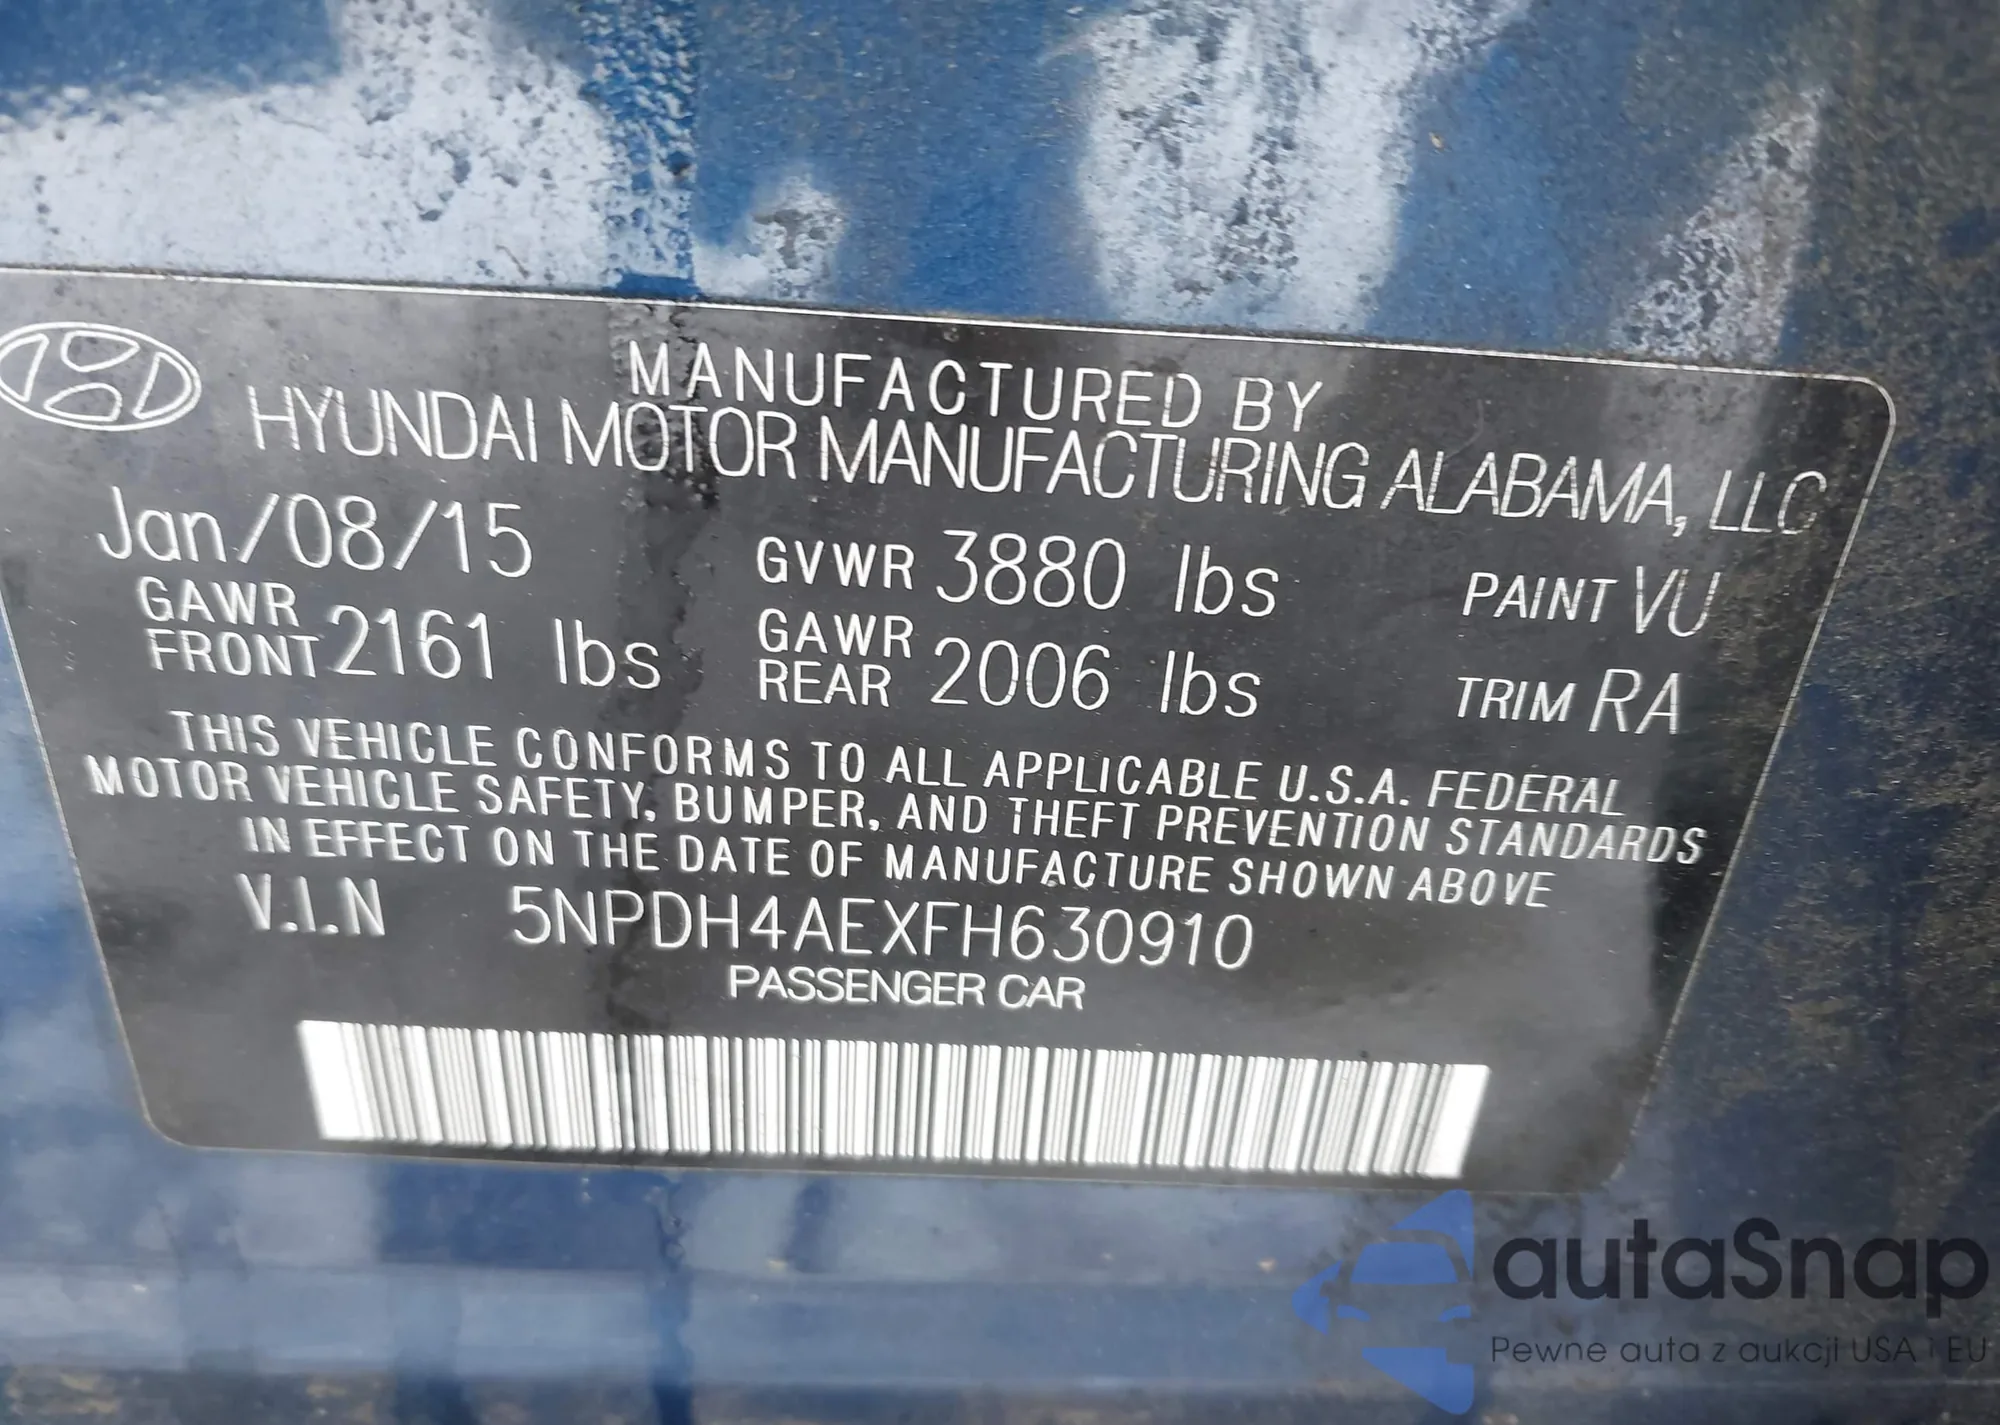 MANUFACTURED BY
HYUNDAI MOTOR MANUFACTURING ALABAMA, LLC
Jan/08/15 GVWR 3880 lbs PAINT VU
GAWR FRONT 2161 lbs GAWR REAR 2006 lbs TRIM RA
THIS VEHICLE CONFORMS TO ALL APPLICABLE U.S.A. FEDERAL
MOTOR VEHICLE SAFETY, BUMPER, AND THEFT PREVENTION STANDARDS
IN EFFECT ON THE DATE OF MANUFACTURE SHOWN ABOVE
V.I.N 5NPDH4AEXFH630910
PASSENGER CAR
autaSnap
Pewne auta z aukcji USA i EU